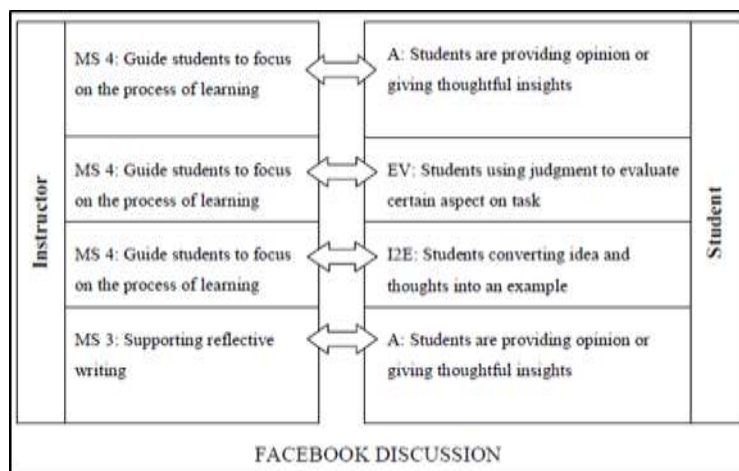 Instructor
MS 4: Guide students to focus
on the process of learning
A: Students are providing opinion or
giving thoughtful insights
MS 4: Guide students to focus
on the process of learning
EV: Students using judgment to evaluate
certain aspect on task
MS 4: Guide students to focus
on the process of learning
I2E: Students converting idea and
thoughts into an example
MS 3: Supporting reflective
writing
A: Students are providing opinion or
giving thoughtful insights
Student
FACEBOOK DISCUSSION